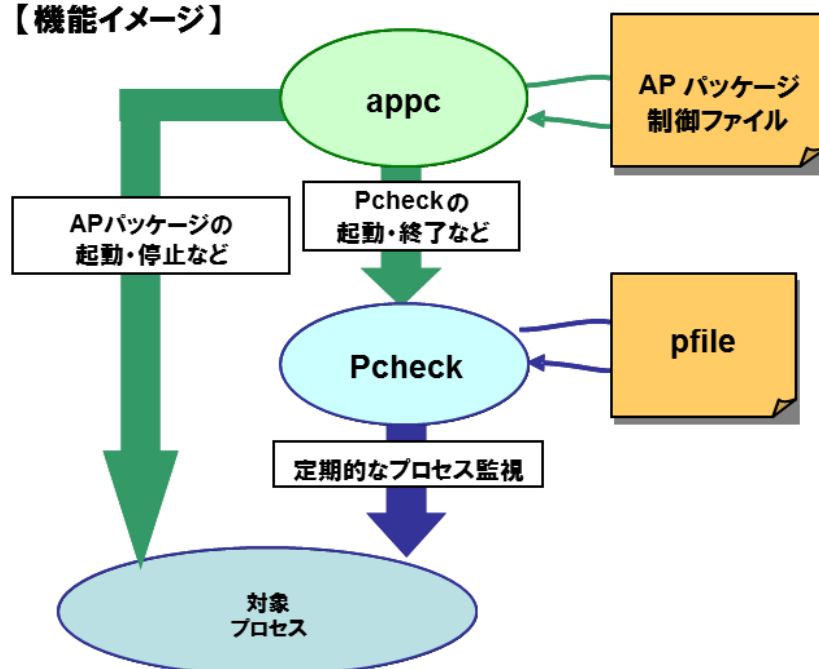 【機能イメージ】
appc
AP パッケージ
制御ファイル
APパッケージの
起動・停止など
Pcheckの
起動・終了など
Pcheck
pfile
定期的なプロセス監視
対象
プロセス